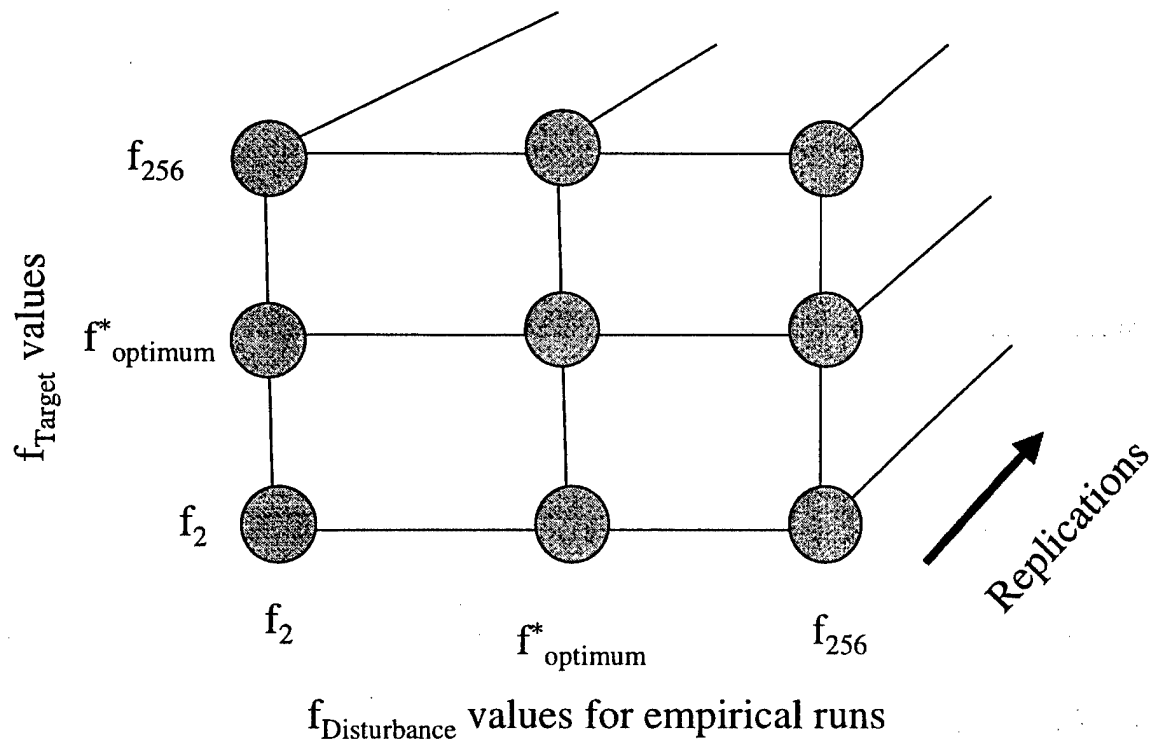 f256
f*optimum
f2
fTarget values
f2
f*optimum
f256
fDisturbance values for empirical runs
Replications